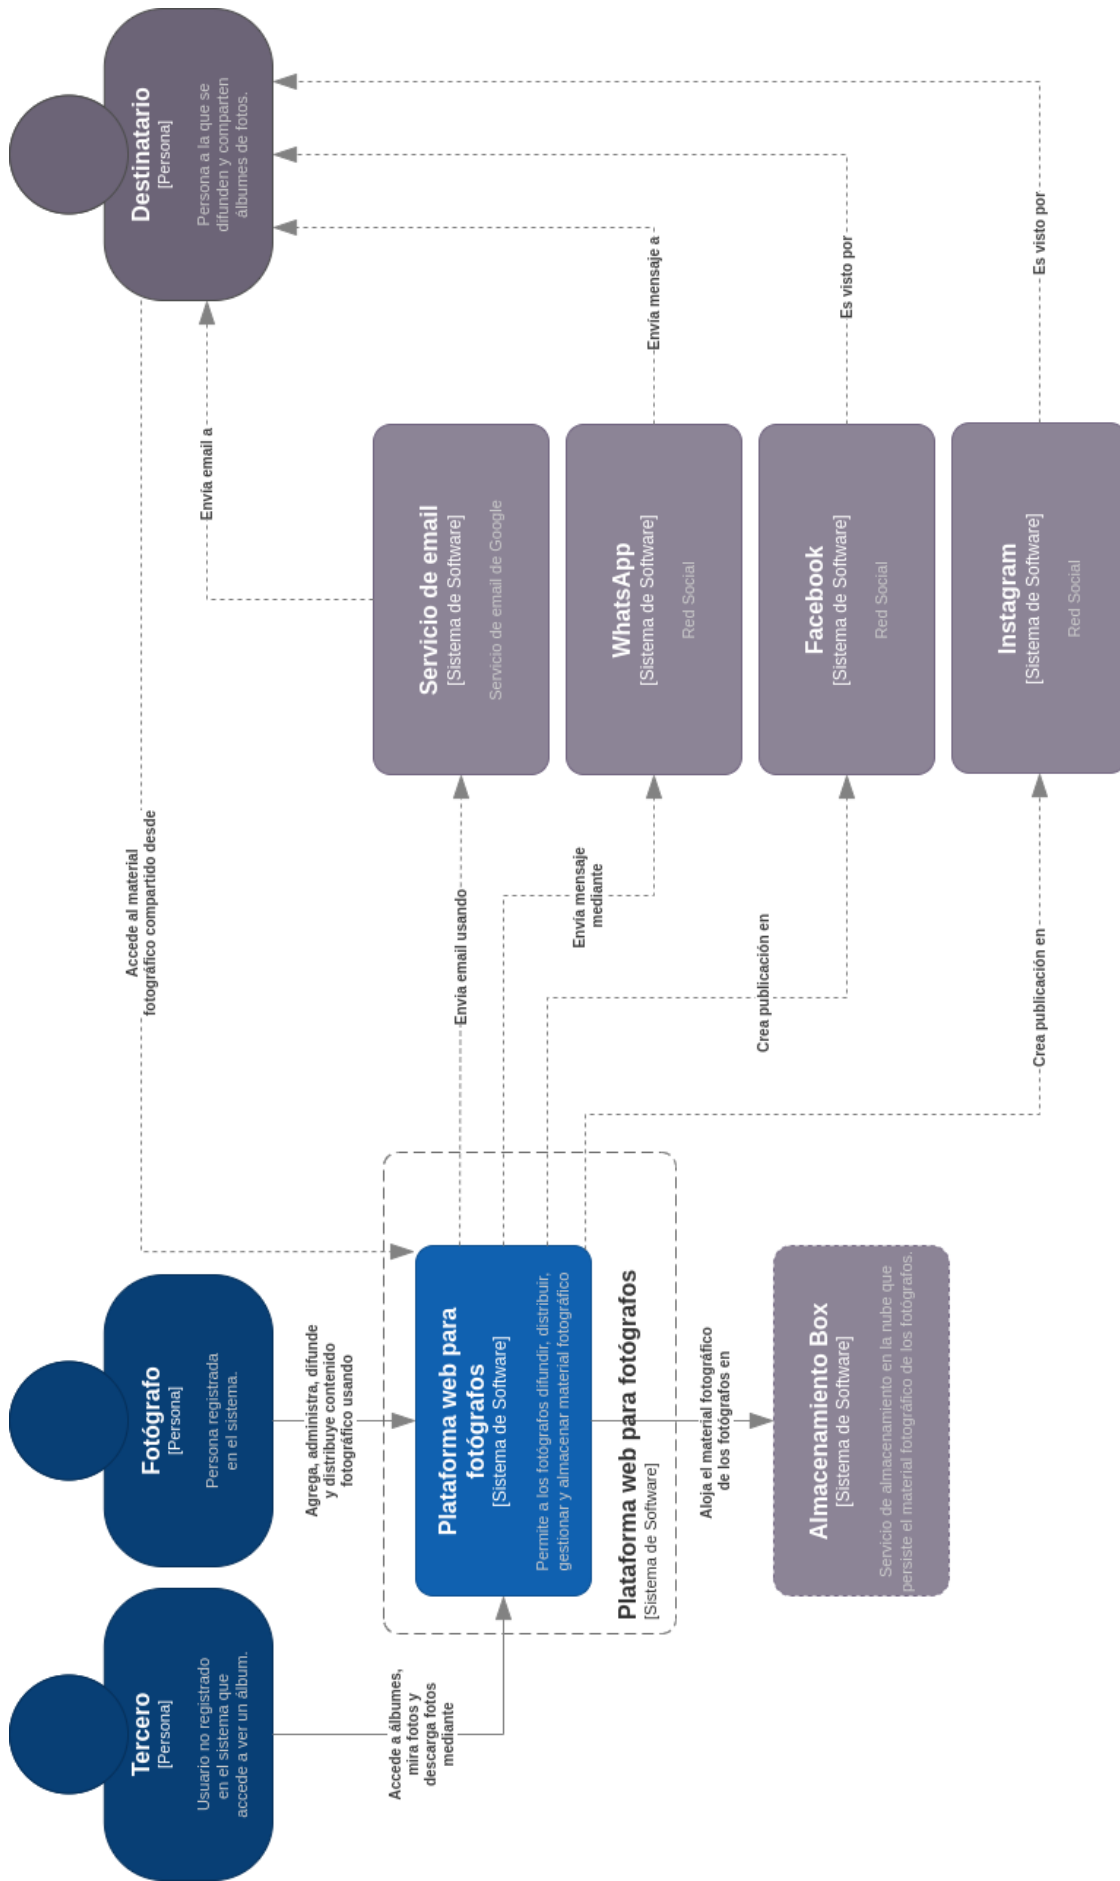 Tercero
[Persona]
Usuario no registrado
en el sistema que
accede a ver un álbum.
Fotógrafo
[Persona]
Persona registrada
en el sistema.
Destinatario
[Persona]
Persona a la que se
difunden y comparten
álbumes de fotos.
Accede al material
fotográfico compartido desde
Envía email a
Agrega, administra, difunde
y distribuye contenido
fotográfico usando
Accede a álbumes,
mira fotos y
descarga fotos
mediante
Plataforma web para
fotógrafos
[Sistema de Software]
Permite a los fotógrafos difundir, distribuir,
gestionar y almacenar material fotográfico
Plataforma web para fotógrafos
[Sistema de Software]
Envía email usando
Servicio de email
[Sistema de Software]
Servicio de email de Google
Envía mensaje
mediante
WhatsApp
[Sistema de Software]
Red Social
Envía mensaje a
Aloja el material fotográfico
de los fotógrafos en
Crea publicación en
Facebook
[Sistema de Software]
Red Social
Es visto por
Almacenamiento Box
[Sistema de Software]
Servicio de almacenamiento en la nube que
persiste el material fotográfico de los fotógrafos.
Crea publicación en
Instagram
[Sistema de Software]
Red Social
Es visto por